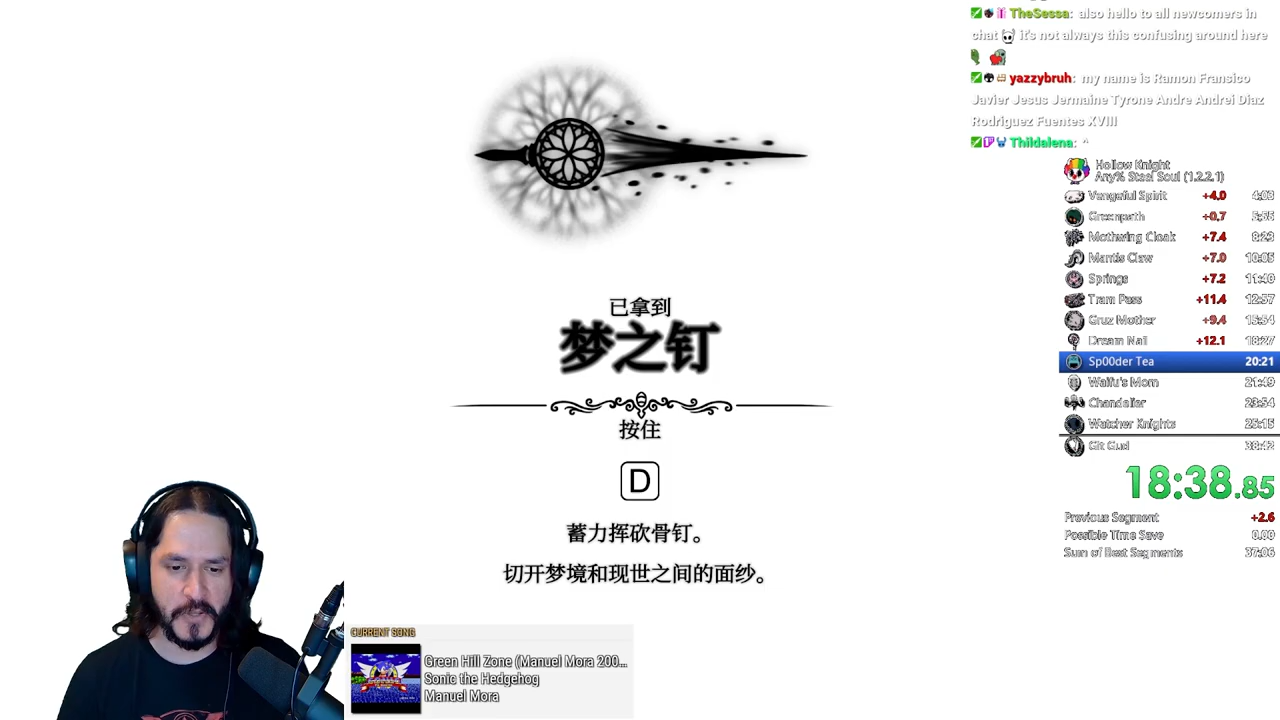 TheSessa: also hello to all newcomers in
chat it's not always this confusing around here
yazzybruh: my name is Ramon Fransico
Javier Jesus Jermaine Tyrone Andre Andrei Diaz
Rodriguez Fuentes XVIII
Thildalena: ^
Hollow Knight
Any% Steel Soul (1.2.2.1)
Vengeful Spirit +4.0 4:03
Greenpath +0.7 5:55
Mothwing Cloak +7.4 8:23
Mantis Claw +7.0 10:05
Springs +7.2 11:40
Tram Pass +11.4 12:57
Gruz Mother +9.4 15:54
Dream Nail +12.1 18:27
Sp00der Tea 20:21
Waifu's Mom 21:49
Chandelier 23:54
Watcher Knights 25:15
Git Gud 38:42
18:38.85
Previous Segment +2.6
Possible Time Save 0.00
Sum of Best Segments 37:06
已拿到
梦之钉
按住
D
蓄力挥砍骨钉。
切开梦境和现世之间的面纱。
CURRENT SONG
Green Hill Zone (Manuel Mora 200...
Sonic the Hedgehog
Manuel Mora